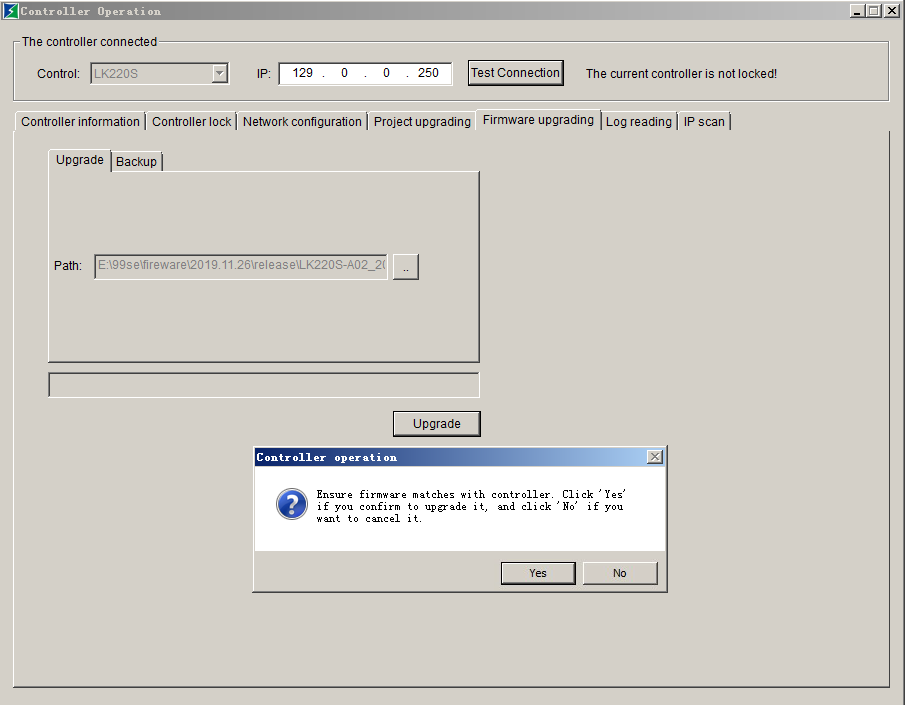 Controller Operation
The controller connected
Control: LK220S IP: 129 . 0 . 0 . 250 Test Connection The current controller is not locked!
Controller information Controller lock Network configuration Project upgrading Firmware upgrading Log reading IP scan
Upgrade Backup
Path: E:\99se\fireware\2019.11.26\release\LK220S-A02_20 ..
Upgrade
Controller operation
Ensure firmware matches with controller. Click 'Yes'
if you confirm to upgrade it, and click 'No' if you
want to cancel it.
Yes No